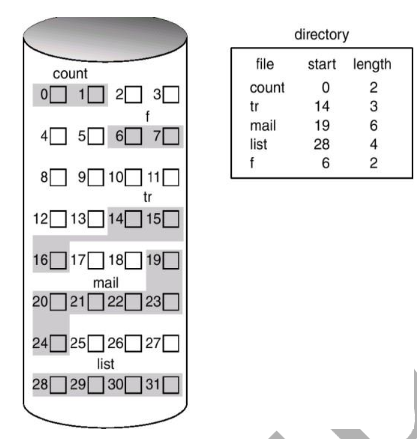 count
0 1 2 3
f
4 5 6 7
8 9 10 11
tr
12 13 14 15
16 17 18 19
mail
20 21 22 23
24 25 26 27
list
28 29 30 31
directory
file start length
count 0 2
tr 14 3
mail 19 6
list 28 4
f 6 2